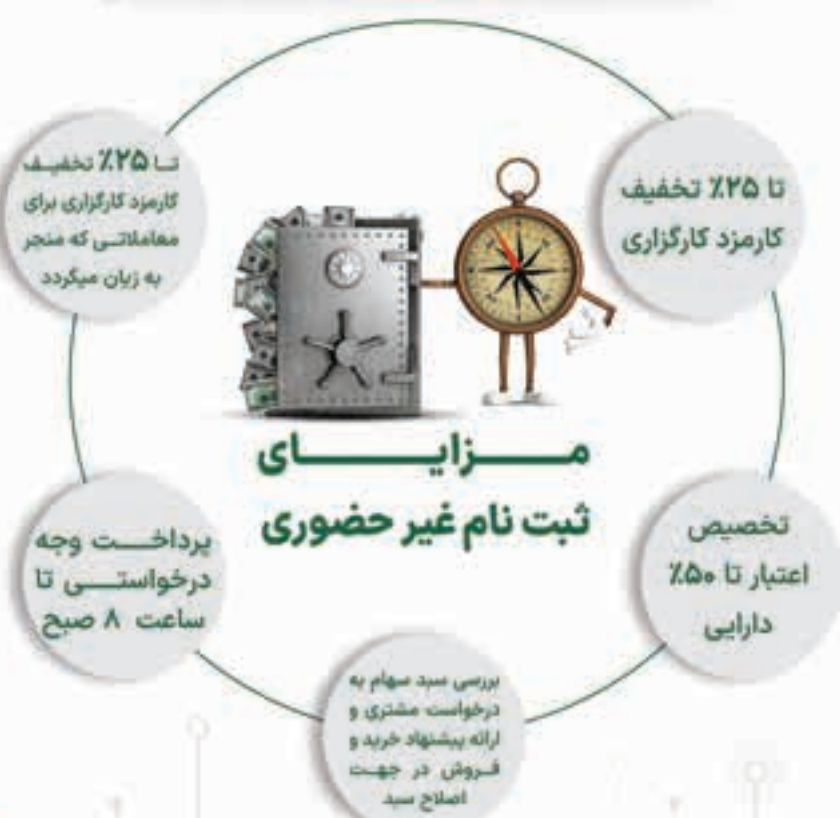 مزایای
ثبت نام غیر حضوری
تا ۲۵٪ تخفیف
کارمزد کارگزاری
تخصیص
اعتبار تا ۵۰٪
دارایی
بررسی سبد سهام به
درخواست مشتری و
ارائه پیشنهاد خرید و
فروش در جهت
اصلاح سبد
پرداخت وجه
درخواستی تا
ساعت ۸ صبح
تا ۲۵٪ تخفیف
کارمزد کارگزاری برای
معاملاتی که منجر
به زیان میگردد